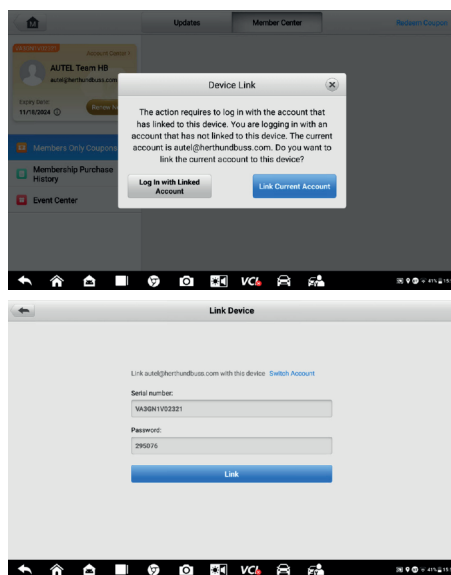 Updates
Member Center
Redeem Coupon
Account Center >
AUTEL Team HB
autel@herthundbuss.com
Expiry Date:
11/18/2024
Renew
Members Only Coupons
Membership Purchase
History
Event Center
Device Link
The action requires to log in with the account that
has linked to this device. You are logging in with an
account that has not linked to this device. The current
account is autel@herthundbuss.com. Do you want to
link the current account to this device?
Log In with Linked
Account
Link Current Account
VCI
41%
Link Device
Link autel@herthundbuss.com with this device Switch Account
Serial number:
VA3GN1V02321
Password:
295076
Link
VCI
41%